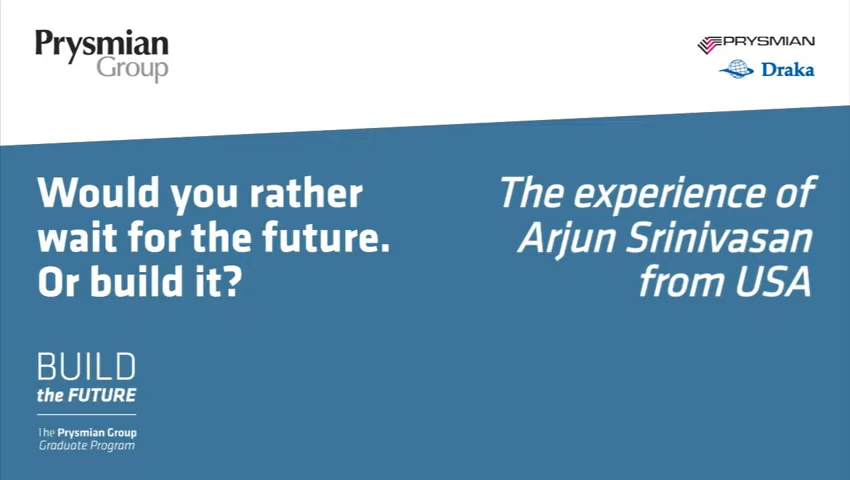 Prysmian
Group
PRYSMIAN
Draka
Would you rather
wait for the future.
Or build it?
The experience of
Arjun Srinivasan
from USA
BUILD
the FUTURE
The Prysmian Group
Graduate Program